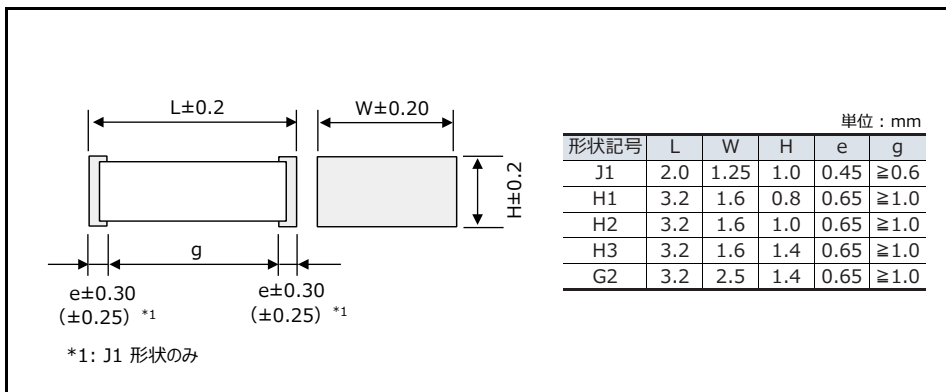 L±0.2
W±0.20
H±0.2
g
e±0.30
（±0.25）*1
e±0.30
（±0.25）*1
*1: J1 形状のみ
単位：mm
形状記号 L W H e g
J1 2.0 1.25 1.0 0.45 ≧0.6
H1 3.2 1.6 0.8 0.65 ≧1.0
H2 3.2 1.6 1.0 0.65 ≧1.0
H3 3.2 1.6 1.4 0.65 ≧1.0
G2 3.2 2.5 1.4 0.65 ≧1.0